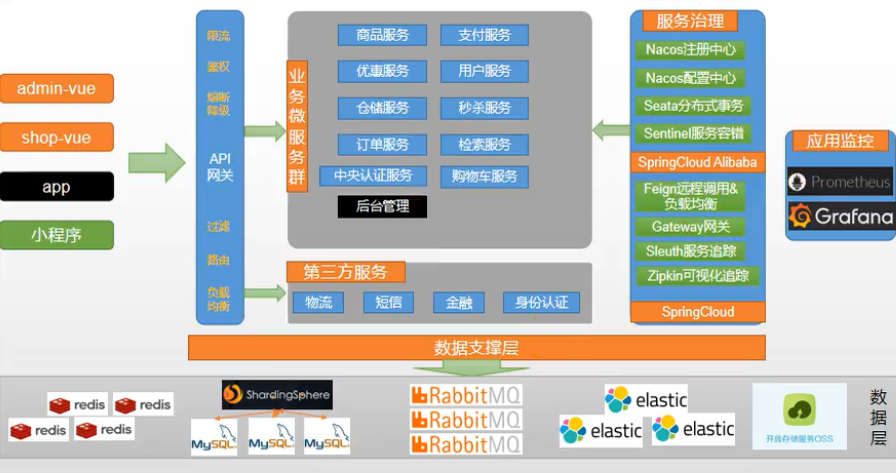 admin-vue
shop-vue
app
小程序
限流
鉴权
熔断
降级
API
网关
过滤
路由
负载
均衡
业务微服务群
商品服务
支付服务
优惠服务
用户服务
仓储服务
秒杀服务
订单服务
检索服务
中央认证服务
购物车服务
后台管理
第三方服务
物流
短信
金融
身份认证
服务治理
Nacos注册中心
Nacos配置中心
Seata分布式事务
Sentinel服务容错
SpringCloud Alibaba
Feign远程调用&
负载均衡
Gateway网关
Sleuth服务追踪
Zipkin可视化追踪
SpringCloud
应用监控
Prometheus
Grafana
数据支撑层
redis
redis
redis
redis
ShardingSphere
MySQL
MySQL
MySQL
RabbitMQ
RabbitMQ
RabbitMQ
elastic
elastic
elastic
开放存储服务OSS
数据层